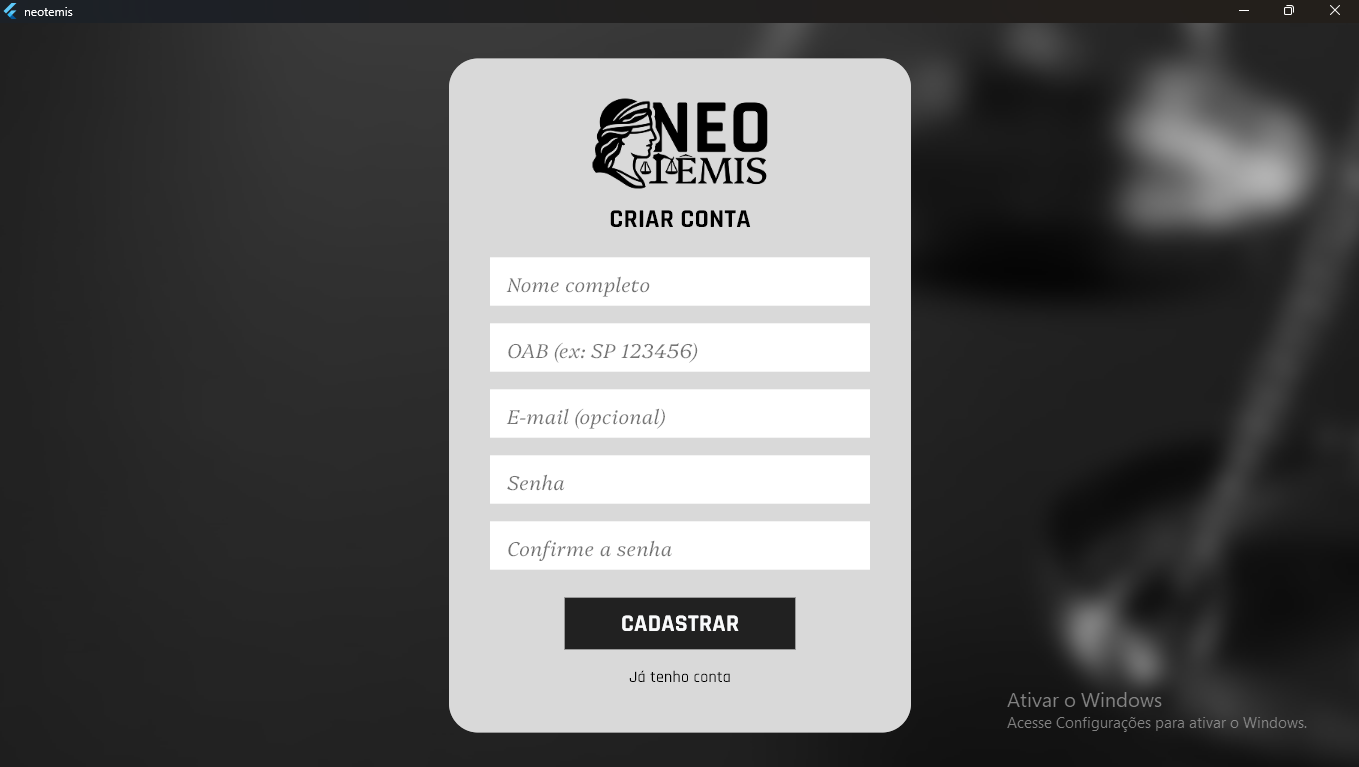 neotemis
NEO
TÊMIS
CRIAR CONTA
Nome completo
OAB (ex: SP 123456)
E-mail (opcional)
Senha
Confirme a senha
CADASTRAR
Já tenho conta
Ativar o Windows
Acesse Configurações para ativar o Windows.